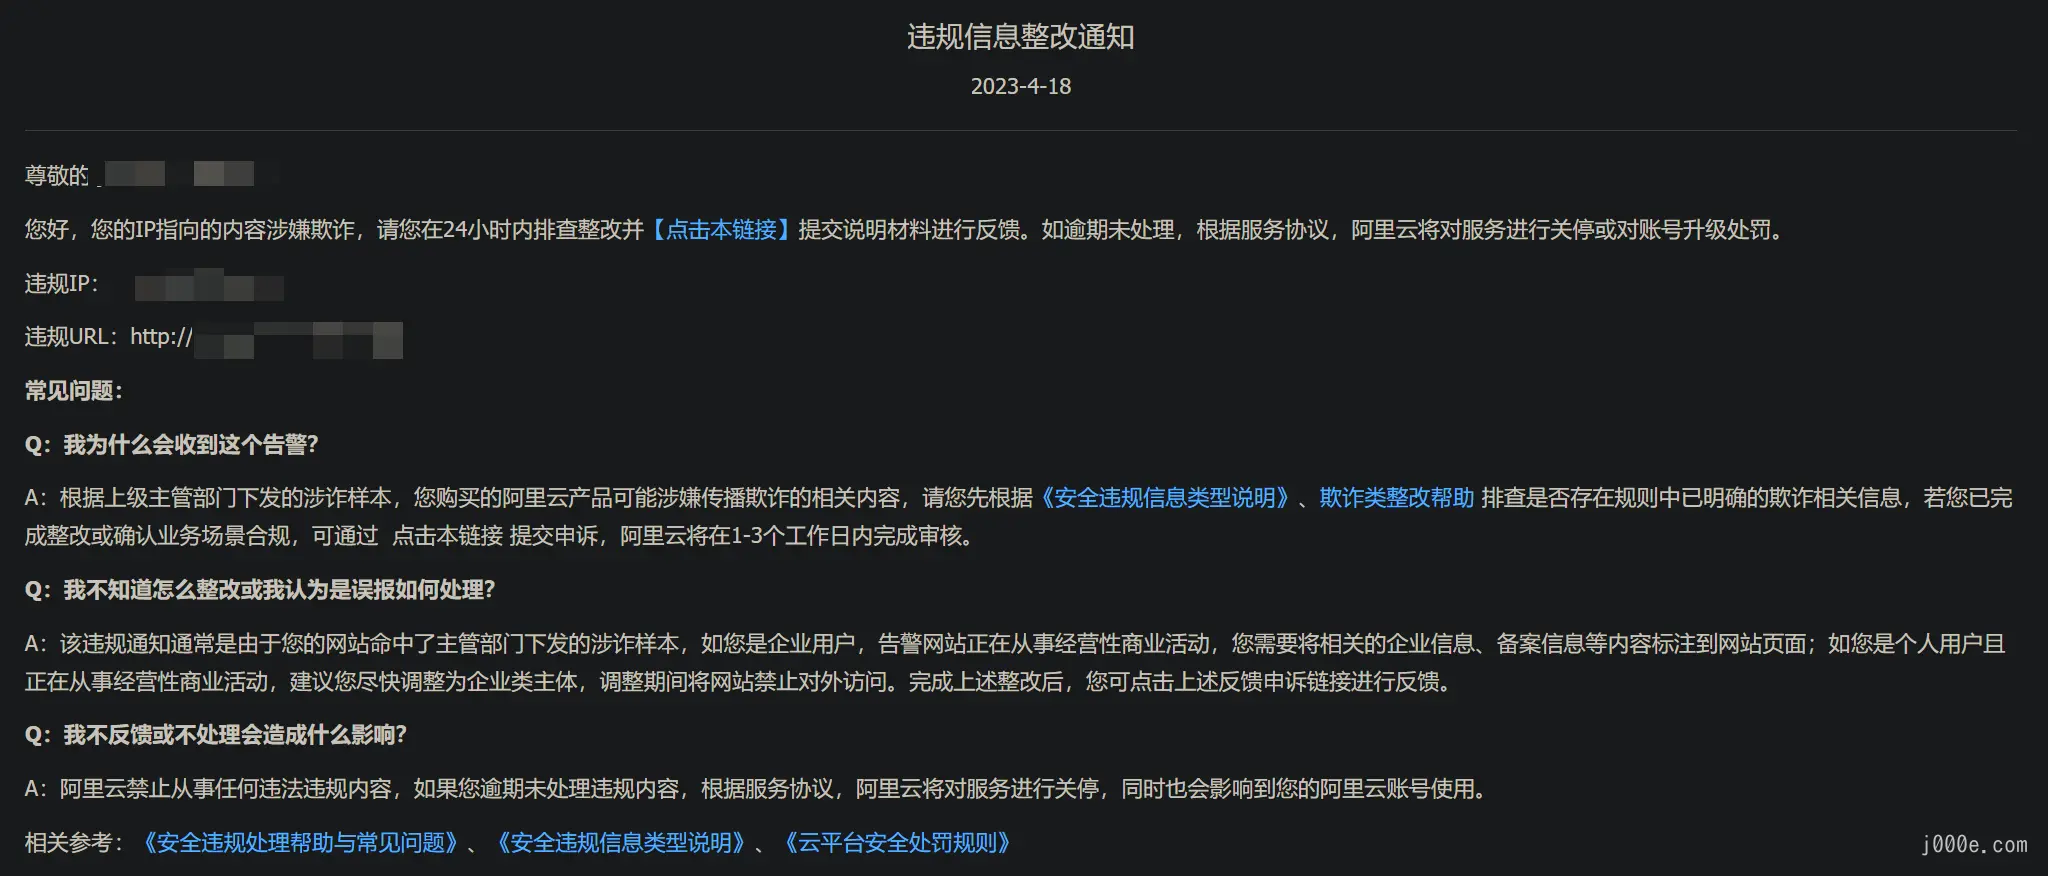 违规信息整改通知
2023-4-18
尊敬的
您好，您的IP指向的内容涉嫌欺诈，请您在24小时内排查整改并【点击本链接】提交说明材料进行反馈。如逾期未处理，根据服务协议，阿里云将对服务进行关停或对账号升级处罚。
违规IP：
违规URL：http://
常见问题：
Q：我为什么会收到这个告警？
A：根据上级主管部门下发的涉诈样本，您购买的阿里云产品可能涉嫌传播欺诈的相关内容，请您先根据《安全违规信息类型说明》、欺诈类整改帮助 排查是否存在规则中已明确的欺诈相关信息，若您已完
成整改或确认业务场景合规，可通过 点击本链接 提交申诉，阿里云将在1-3个工作日内完成审核。
Q：我不知道怎么整改或我认为是误报如何处理？
A：该违规通知通常是由于您的网站命中了主管部门下发的涉诈样本，如您是企业用户，告警网站正在从事经营性商业活动，您需要将相关的企业信息、备案信息等内容标注到网站页面；如您是个人用户且
正在从事经营性商业活动，建议您尽快调整为企业类主体，调整期间将网站禁止对外访问。完成上述整改后，您可点击上述反馈申诉链接进行反馈。
Q：我不反馈或不处理会造成什么影响？
A：阿里云禁止从事任何违法违规内容，如果您逾期未处理违规内容，根据服务协议，阿里云将对服务进行关停，同时也会影响到您的阿里云账号使用。
相关参考：《安全违规处理帮助与常见问题》、《安全违规信息类型说明》、《云平台安全处罚规则》
j000e.com